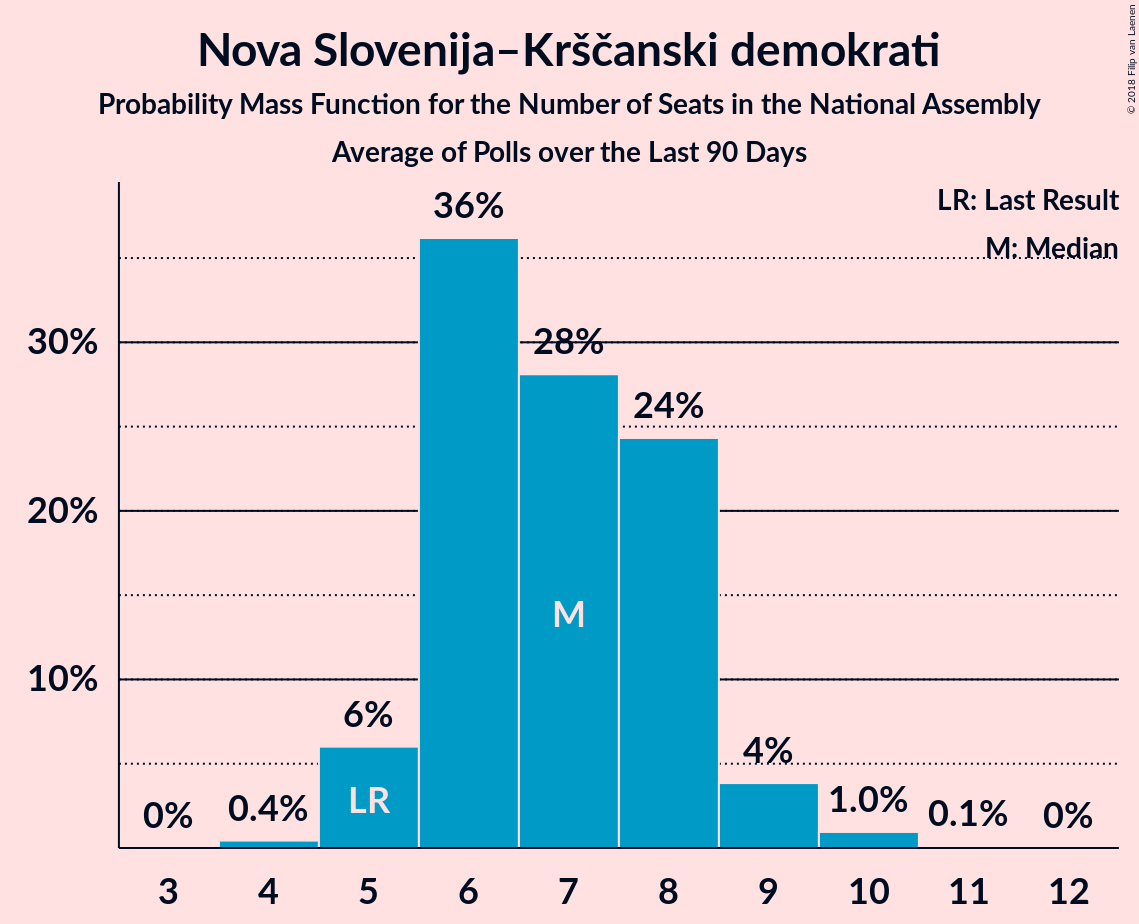 Nova Slovenija–Krščanski demokrati
Probability Mass Function for the Number of Seats in the National Assembly
Average of Polls over the Last 90 Days
© 2018 Filip van Laenen
LR: Last Result
M: Median
30%
20%
10%
0%
0.4%
6%
36%
28%
24%
4%
1.0%
0.1%
0%
LR
M
3 4 5 6 7 8 9 10 11 12